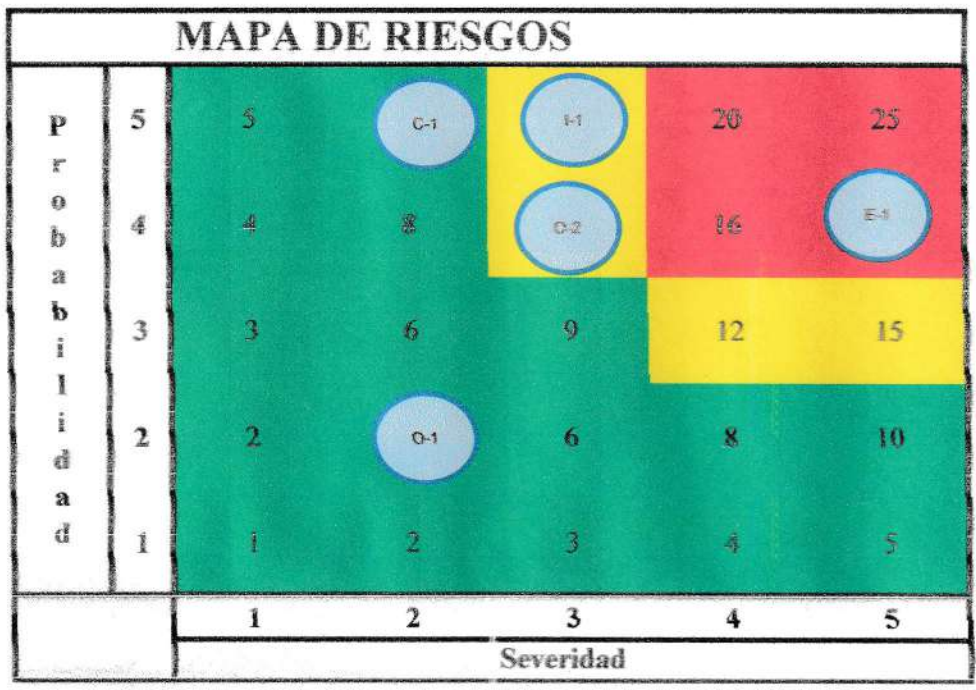 MAPA DE RIESGOS
Probabilidad
5 5 C-1 I-1 20 25
4 4 8 O-2 16 E-1
3 3 6 9 12 15
2 2 O-1 6 8 10
1 1 2 3 4 5
1 2 3 4 5
Severidad